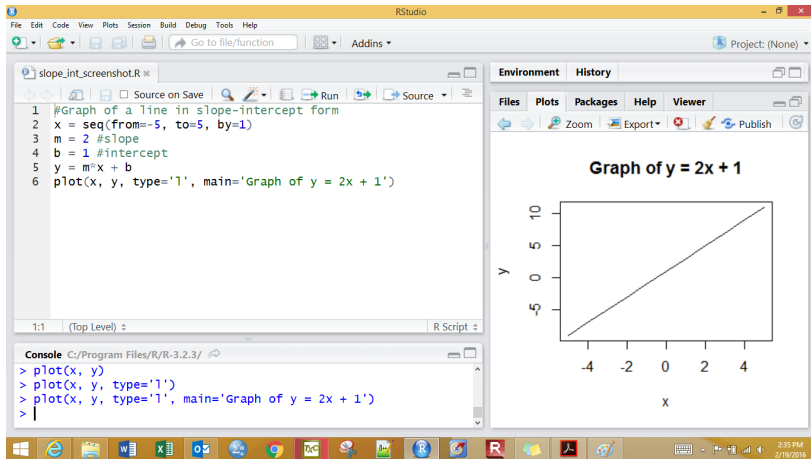 RStudio
File Edit Code View Plots Session Build Debug Tools Help
Go to file/function Addins Project: (None)
slope_int_screenshot.R
Source on Save Run Source
1 #Graph of a line in slope-intercept form
2 x = seq(from=-5, to=5, by=1)
3 m = 2 #slope
4 b = 1 #intercept
5 y = m*x + b
6 plot(x, y, type='l', main='Graph of y = 2x + 1')
1:1 (Top Level) R Script
Console C:/Program Files/R/R-3.2.3/
> plot(x, y)
> plot(x, y, type='l')
> plot(x, y, type='l', main='Graph of y = 2x + 1')
>
Environment History
Files Plots Packages Help Viewer
Zoom Export Publish
Graph of y = 2x + 1
y
10
5
0
-5
-4 -2 0 2 4
x
2:35 PM
2/19/2016